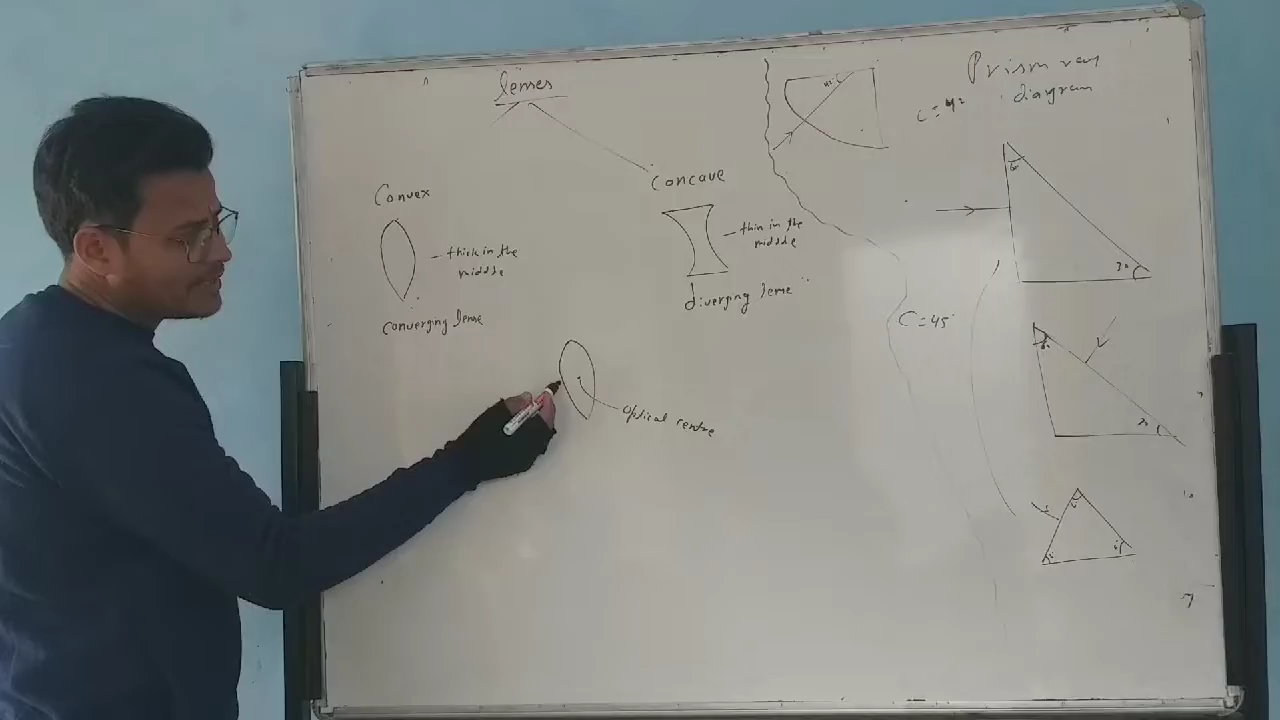 lenses
Convex
thick in the
middle
Converging lense
Concave
thin in the
middle
diverging lense
Optical centre
Prism ray
diagram
C=42
C=45°
30